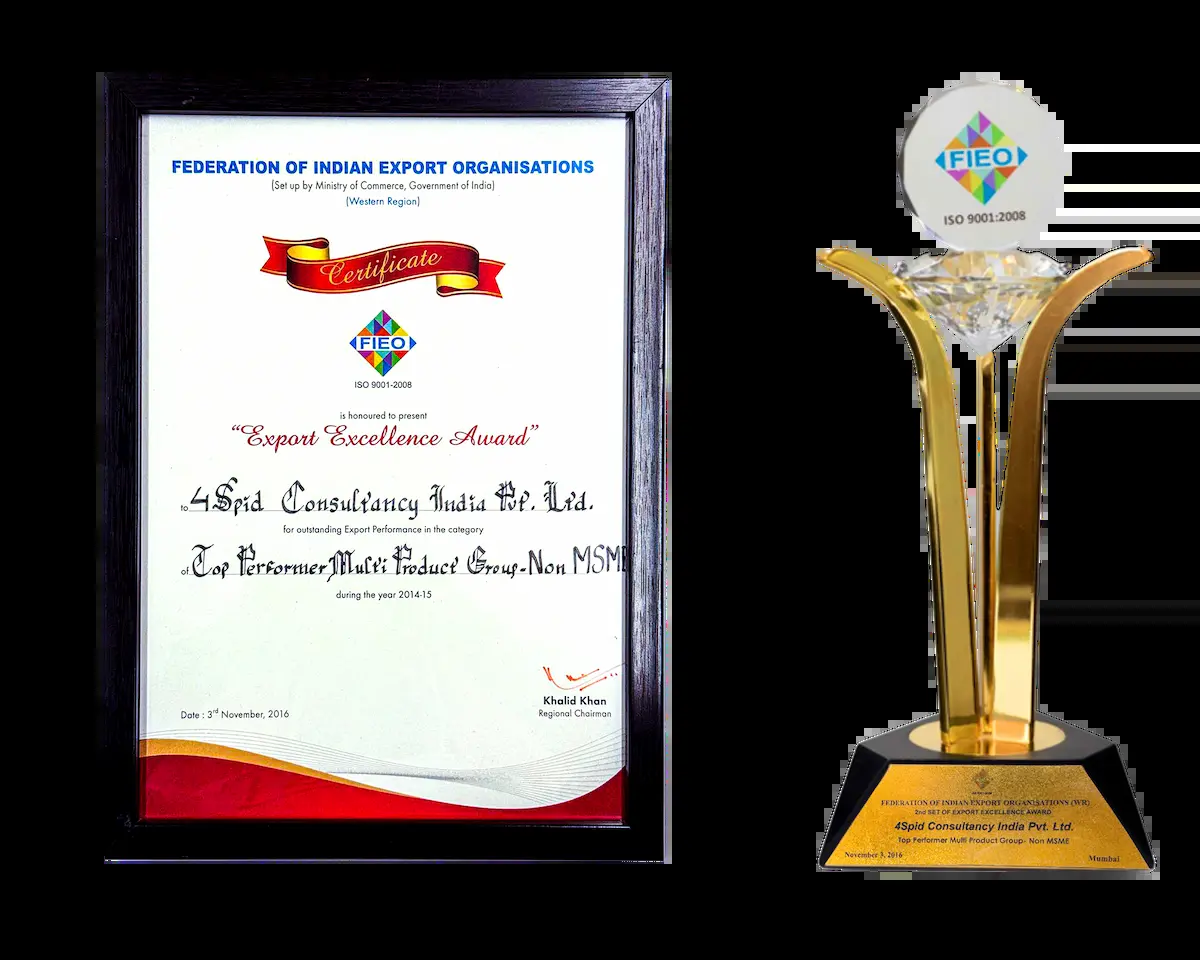 FEDERATION OF INDIAN EXPORT ORGANISATIONS
(Set up by Ministry of Commerce, Government of India)
(Western Region)
Certificate
FIEO
ISO 9001-2008
is honoured to present
"Export Excellence Award"
to 4Spid Consultancy India Pvt. Ltd.
for outstanding Export Performance in the category
of Top Performer Multi Product Group-Non MSME
during the year 2014-15
Khalid Khan
Regional Chairman
Date : 3rd November, 2016
FIEO
ISO 9001:2008
FEDERATION OF INDIAN EXPORT ORGANISATIONS (WR)
2nd SET OF EXPORT EXCELLENCE AWARD
4Spid Consultancy India Pvt. Ltd.
Top Performer Multi Product Group- Non MSME
November 3, 2016
Mumbai